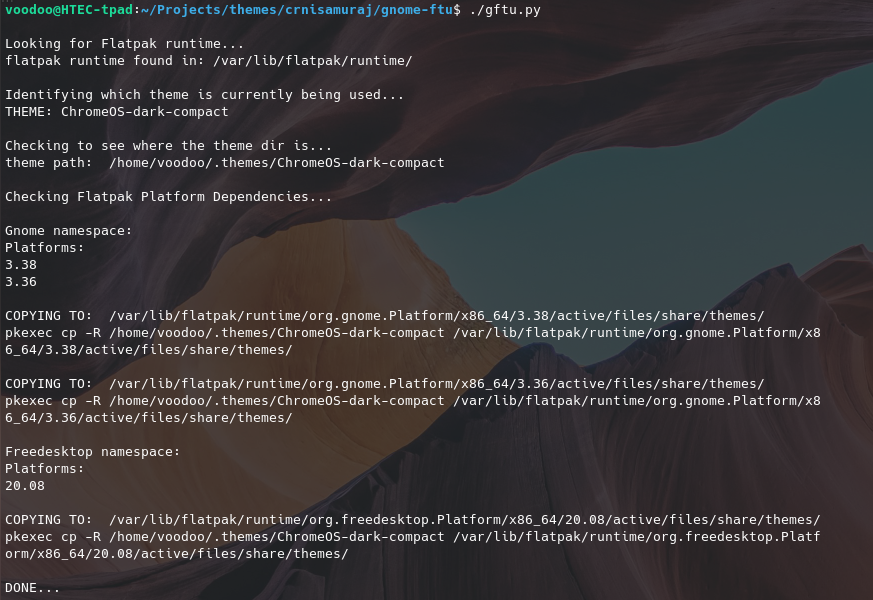 voodoo@HTEC-tpad:~/Projects/themes/crnisamuraj/gnome-ftu$ ./gftu.py
Looking for Flatpak runtime...
flatpak runtime found in: /var/lib/flatpak/runtime/
Identifying which theme is currently being used...
THEME: ChromeOS-dark-compact
Checking to see where the theme dir is...
theme path:  /home/voodoo/.themes/ChromeOS-dark-compact
Checking Flatpak Platform Dependencies...
Gnome namespace:
Platforms:
3.38
3.36
COPYING TO:  /var/lib/flatpak/runtime/org.gnome.Platform/x86_64/3.38/active/files/share/themes/
pkexec cp -R /home/voodoo/.themes/ChromeOS-dark-compact /var/lib/flatpak/runtime/org.gnome.Platform/x8
6_64/3.38/active/files/share/themes/
COPYING TO:  /var/lib/flatpak/runtime/org.gnome.Platform/x86_64/3.36/active/files/share/themes/
pkexec cp -R /home/voodoo/.themes/ChromeOS-dark-compact /var/lib/flatpak/runtime/org.gnome.Platform/x8
6_64/3.36/active/files/share/themes/
Freedesktop namespace:
Platforms:
20.08
COPYING TO:  /var/lib/flatpak/runtime/org.freedesktop.Platform/x86_64/20.08/active/files/share/themes/
pkexec cp -R /home/voodoo/.themes/ChromeOS-dark-compact /var/lib/flatpak/runtime/org.freedesktop.Platf
orm/x86_64/20.08/active/files/share/themes/
DONE...